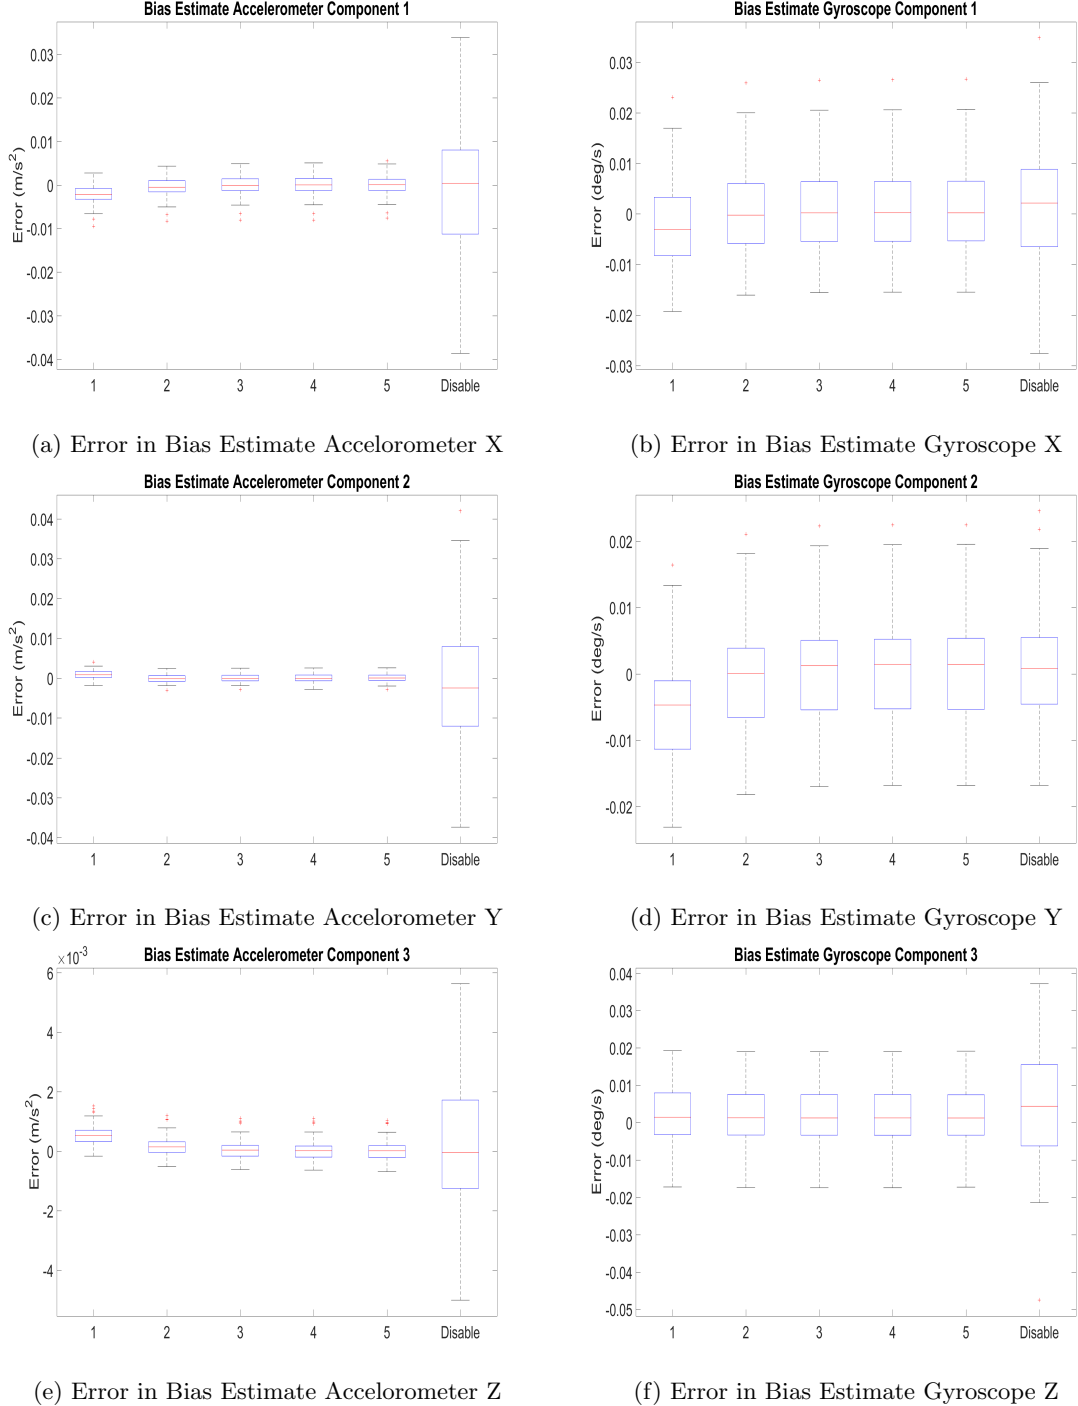 Bias Estimate Accelerometer Component 1
Error (m/s²)
0.03
0.02
0.01
0
-0.01
-0.02
-0.03
-0.04
1 2 3 4 5 Disable
(a) Error in Bias Estimate Accelorometer X
Bias Estimate Gyroscope Component 1
Error (deg/s)
0.03
0.02
0.01
0
-0.01
-0.02
-0.03
1 2 3 4 5 Disable
(b) Error in Bias Estimate Gyroscope X
Bias Estimate Accelerometer Component 2
Error (m/s²)
0.04
0.03
0.02
0.01
0
-0.01
-0.02
-0.03
-0.04
1 2 3 4 5 Disable
(c) Error in Bias Estimate Accelorometer Y
Bias Estimate Gyroscope Component 2
Error (deg/s)
0.02
0.01
0
-0.01
-0.02
1 2 3 4 5 Disable
(d) Error in Bias Estimate Gyroscope Y
Bias Estimate Accelerometer Component 3
×10⁻³
Error (m/s²)
6
4
2
0
-2
-4
1 2 3 4 5 Disable
(e) Error in Bias Estimate Accelorometer Z
Bias Estimate Gyroscope Component 3
Error (deg/s)
0.04
0.03
0.02
0.01
0
-0.01
-0.02
-0.03
-0.04
-0.05
1 2 3 4 5 Disable
(f) Error in Bias Estimate Gyroscope Z